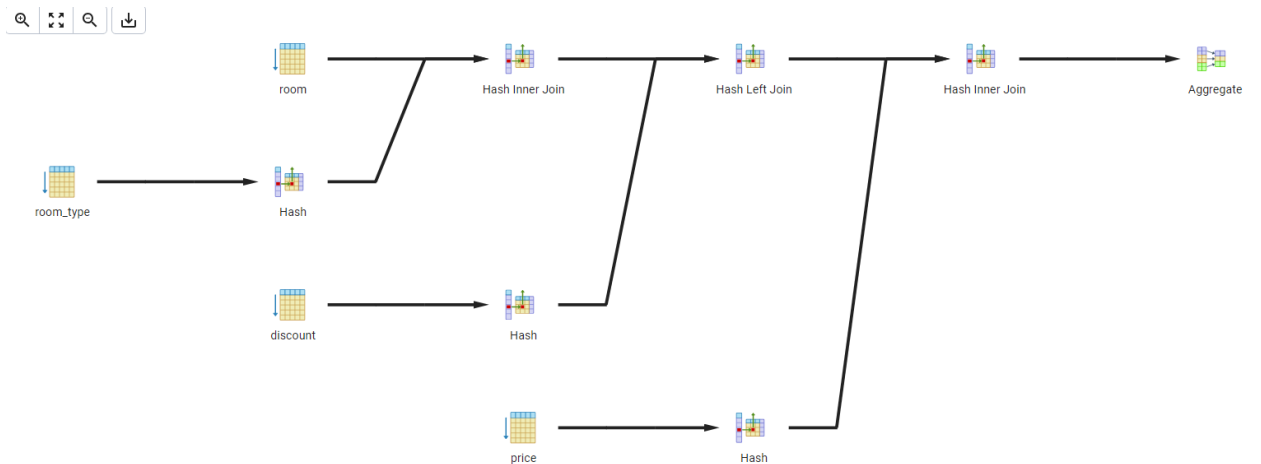 room
Hash Inner Join
Hash Left Join
Hash Inner Join
Aggregate
room_type
Hash
discount
Hash
price
Hash